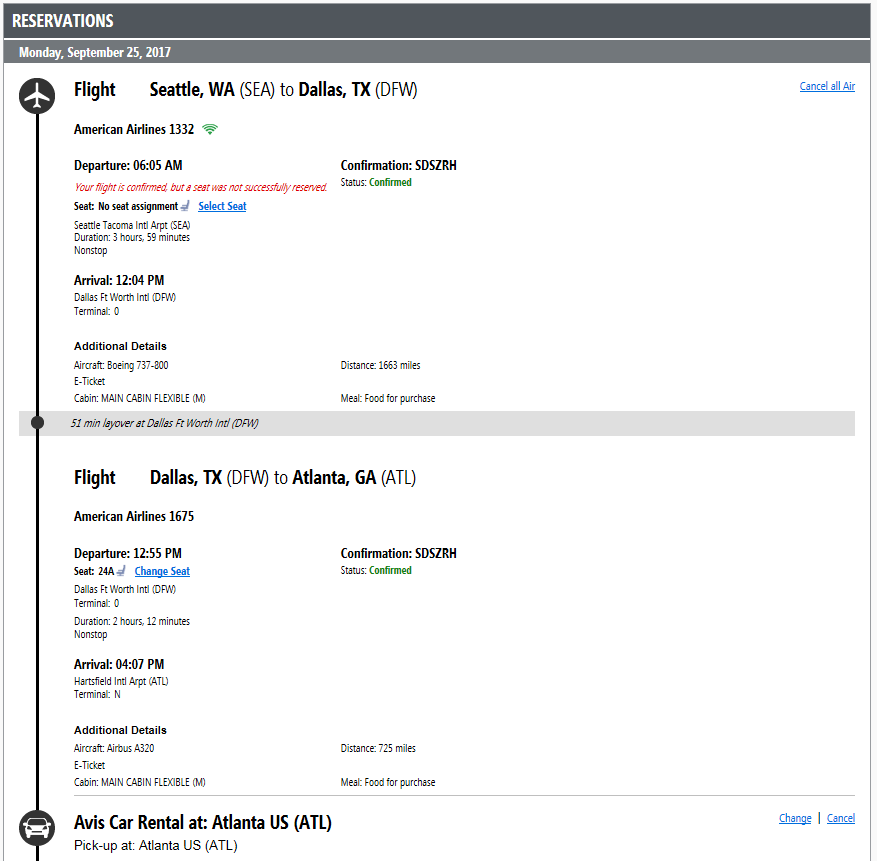 RESERVATIONS
Monday, September 25, 2017
Flight Seattle, WA (SEA) to Dallas, TX (DFW) Cancel all Air
American Airlines 1332
Departure: 06:05 AM Confirmation: SDSZRH
Your flight is confirmed, but a seat was not successfully reserved. Status: Confirmed
Seat: No seat assignment Select Seat
Seattle Tacoma Intl Arpt (SEA)
Duration: 3 hours, 59 minutes
Nonstop
Arrival: 12:04 PM
Dallas Ft Worth Intl (DFW)
Terminal: 0
Additional Details
Aircraft: Boeing 737-800 Distance: 1663 miles
E-Ticket
Cabin: MAIN CABIN FLEXIBLE (M) Meal: Food for purchase
51 min layover at Dallas Ft Worth Intl (DFW)
Flight Dallas, TX (DFW) to Atlanta, GA (ATL)
American Airlines 1675
Departure: 12:55 PM Confirmation: SDSZRH
Seat: 24A Change Seat Status: Confirmed
Dallas Ft Worth Intl (DFW)
Terminal: 0
Duration: 2 hours, 12 minutes
Nonstop
Arrival: 04:07 PM
Hartsfield Intl Arpt (ATL)
Terminal: N
Additional Details
Aircraft: Airbus A320 Distance: 725 miles
E-Ticket
Cabin: MAIN CABIN FLEXIBLE (M) Meal: Food for purchase
Avis Car Rental at: Atlanta US (ATL) Change | Cancel
Pick-up at: Atlanta US (ATL)